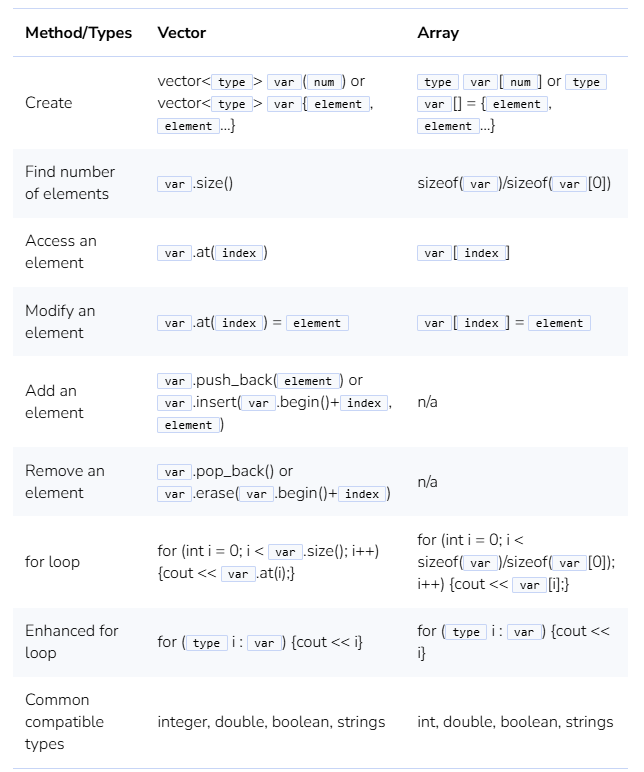 Method/Types Vector Array
Create
vector< type > var ( num ) or
vector< type > var { element ,
element ...}
type var [ num ] or type
var [] = { element ,
element ...}
Find number
of elements
var .size()
sizeof( var )/sizeof( var [0])
Access an
element
var .at( index )
var [ index ]
Modify an
element
var .at( index ) = element
var [ index ] = element
Add an
element
var .push_back( element ) or
var .insert( var .begin()+ index ,
element )
n/a
Remove an
element
var .pop_back() or
var .erase( var .begin()+ index )
n/a
for loop
for (int i = 0; i < var .size(); i++)
{cout << var .at(i);}
for (int i = 0; i <
sizeof( var )/sizeof( var [0]);
i++) {cout << var [i];}
Enhanced for
loop
for ( type i : var ) {cout << i}
for ( type i : var ) {cout <<
i}
Common
compatible
types
integer, double, boolean, strings
int, double, boolean, strings